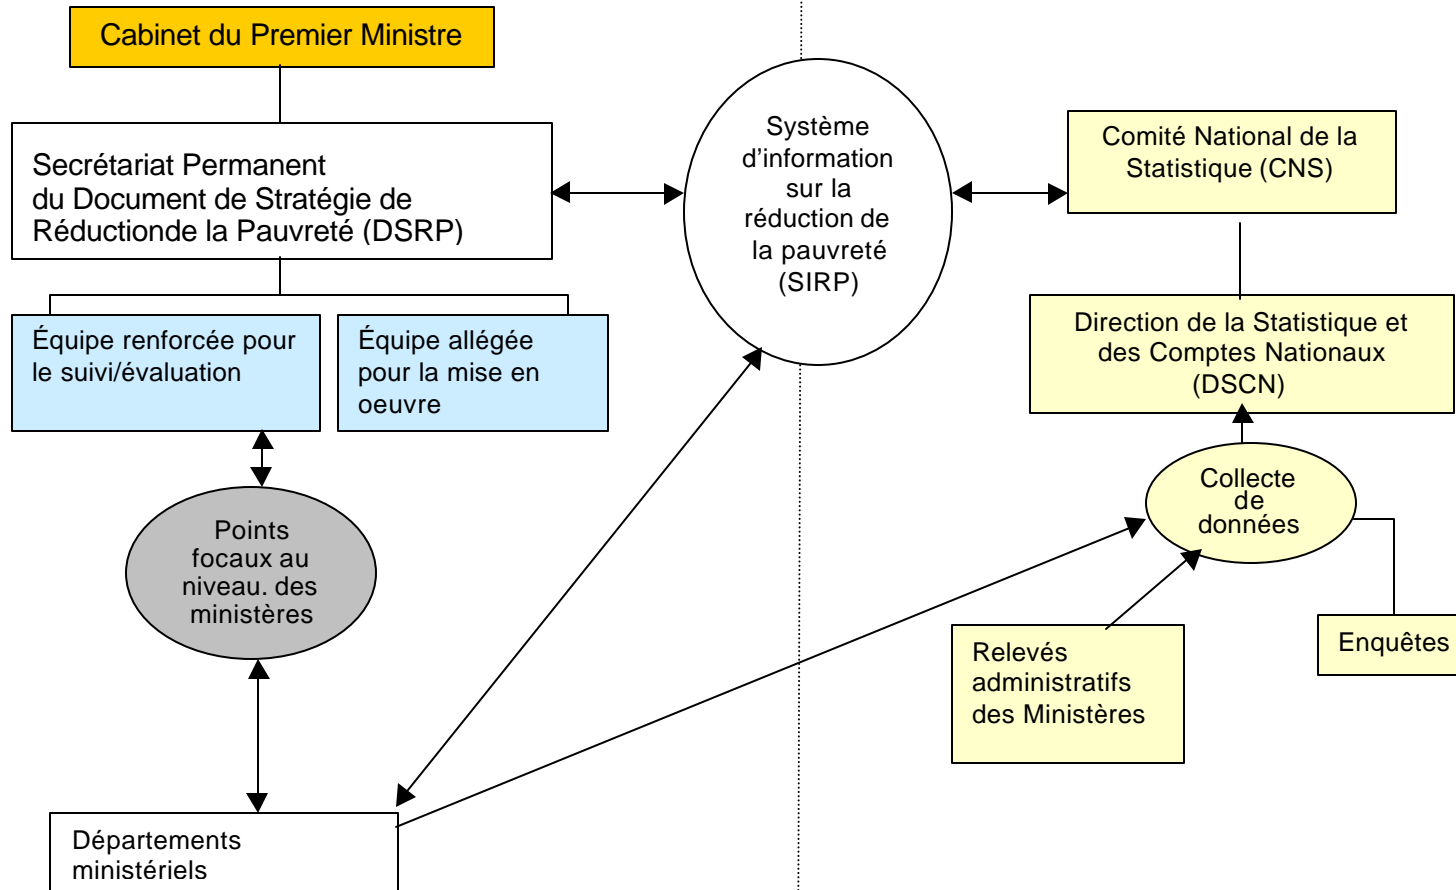 Cabinet du Premier Ministre
Secrétariat Permanent
du Document de Stratégie de
Réductionde la Pauvreté (DSRP)
Équipe renforcée pour
le suivi/évaluation
Équipe allégée
pour la mise en
oeuvre
Points
focaux au
niveau. des
ministères
Départements
ministériels
Système
d'information
sur la
réduction de
la pauvreté
(SIRP)
Comité National de la
Statistique (CNS)
Direction de la Statistique et
des Comptes Nationaux
(DSCN)
Collecte
de
données
Relevés
administratifs
des Ministères
Enquêtes